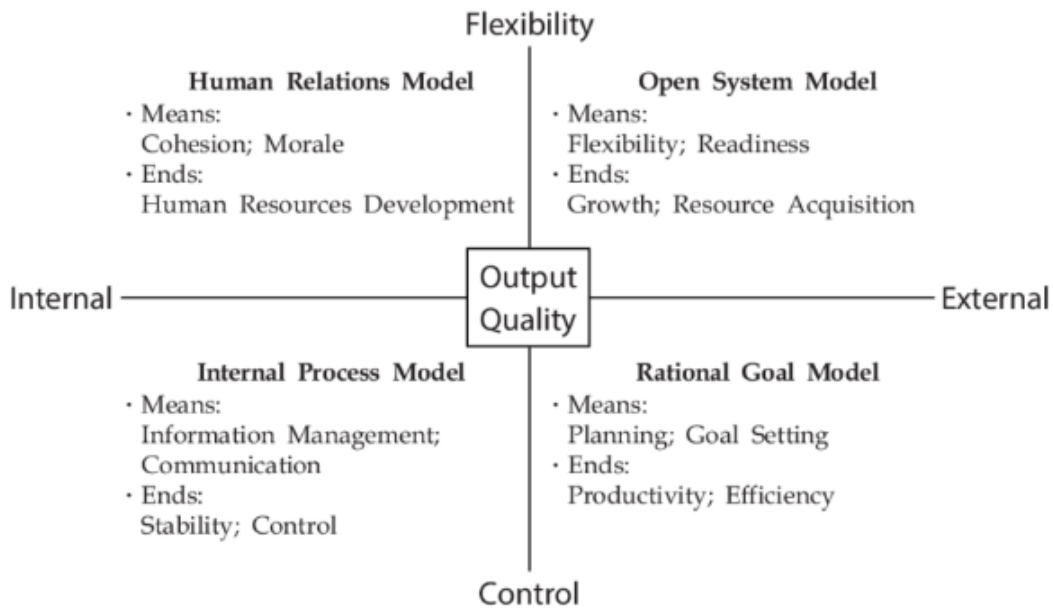 Flexibility
Human Relations Model
· Means:
Cohesion; Morale
· Ends:
Human Resources Development
Open System Model
· Means:
Flexibility; Readiness
· Ends:
Growth; Resource Acquisition
Internal
Output
Quality
External
Internal Process Model
· Means:
Information Management;
Communication
· Ends:
Stability; Control
Rational Goal Model
· Means:
Planning; Goal Setting
· Ends:
Productivity; Efficiency
Control